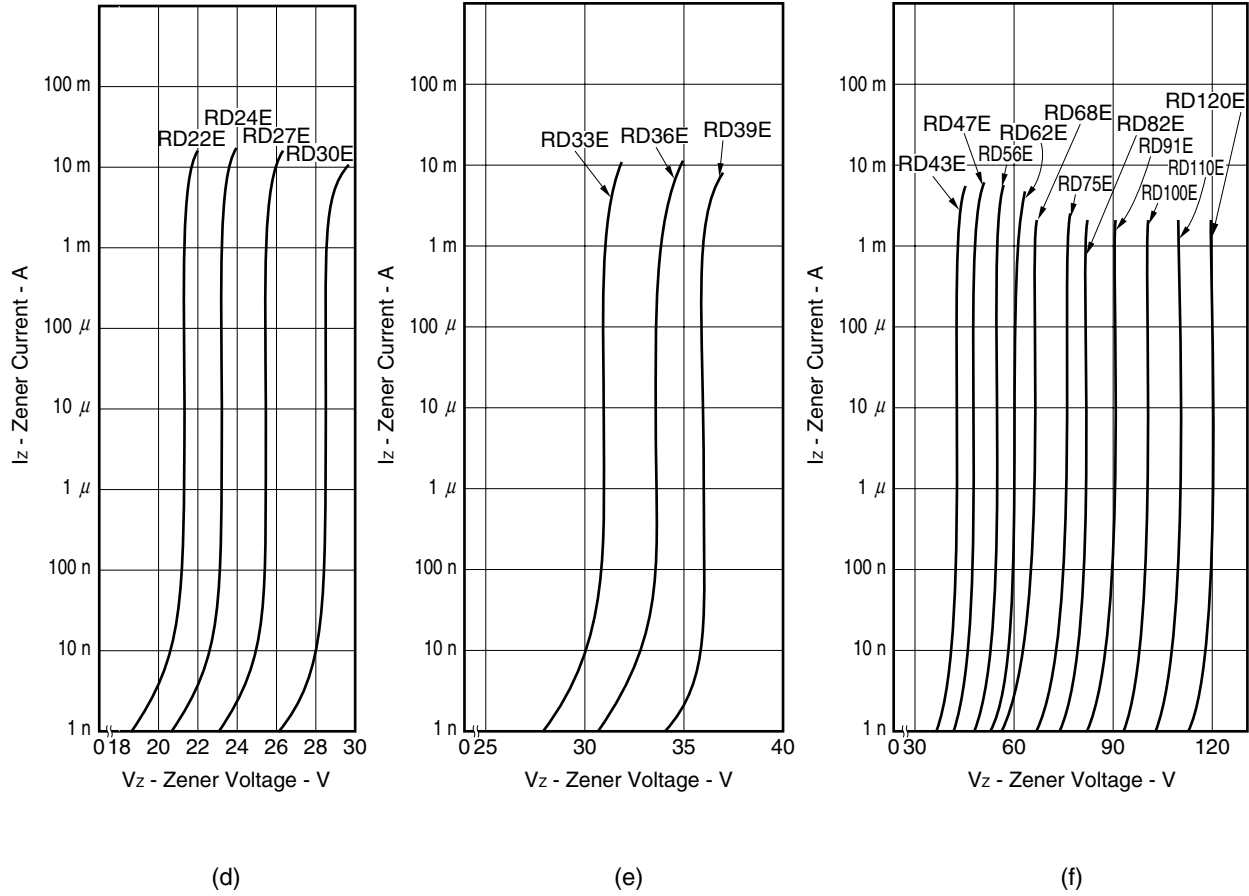 100 m
10 m
1 m
100 μ
10 μ
1 μ
100 n
10 n
1 n
IZ - Zener Current - A
RD22E
RD24E
RD27E
RD30E
0 18 20 22 24 26 28 30
VZ - Zener Voltage - V
(d)
100 m
10 m
1 m
100 μ
10 μ
1 μ
100 n
10 n
1 n
IZ - Zener Current - A
RD33E
RD36E
RD39E
0 25 30 35 40
VZ - Zener Voltage - V
(e)
100 m
10 m
1 m
100 μ
10 μ
1 μ
100 n
10 n
1 n
IZ - Zener Current - A
RD43E
RD47E
RD56E
RD62E
RD68E
RD75E
RD82E
RD91E
RD100E
RD110E
RD120E
0 30 60 90 120
VZ - Zener Voltage - V
(f)